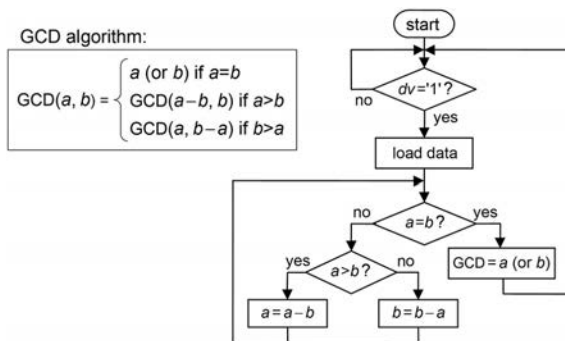 GCD algorithm:
GCD(a, b) =
a (or b) if a=b
GCD(a−b, b) if a>b
GCD(a, b−a) if b>a
start
dv='1'?
no
yes
load data
a=b?
no
yes
a>b?
yes
no
GCD = a (or b)
a = a − b
b = b − a